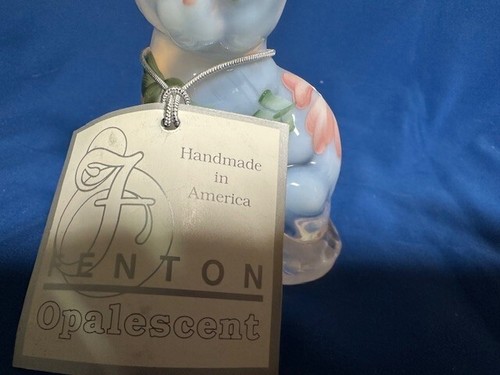 Handmade
in
America
F
FENTON
Opalescent